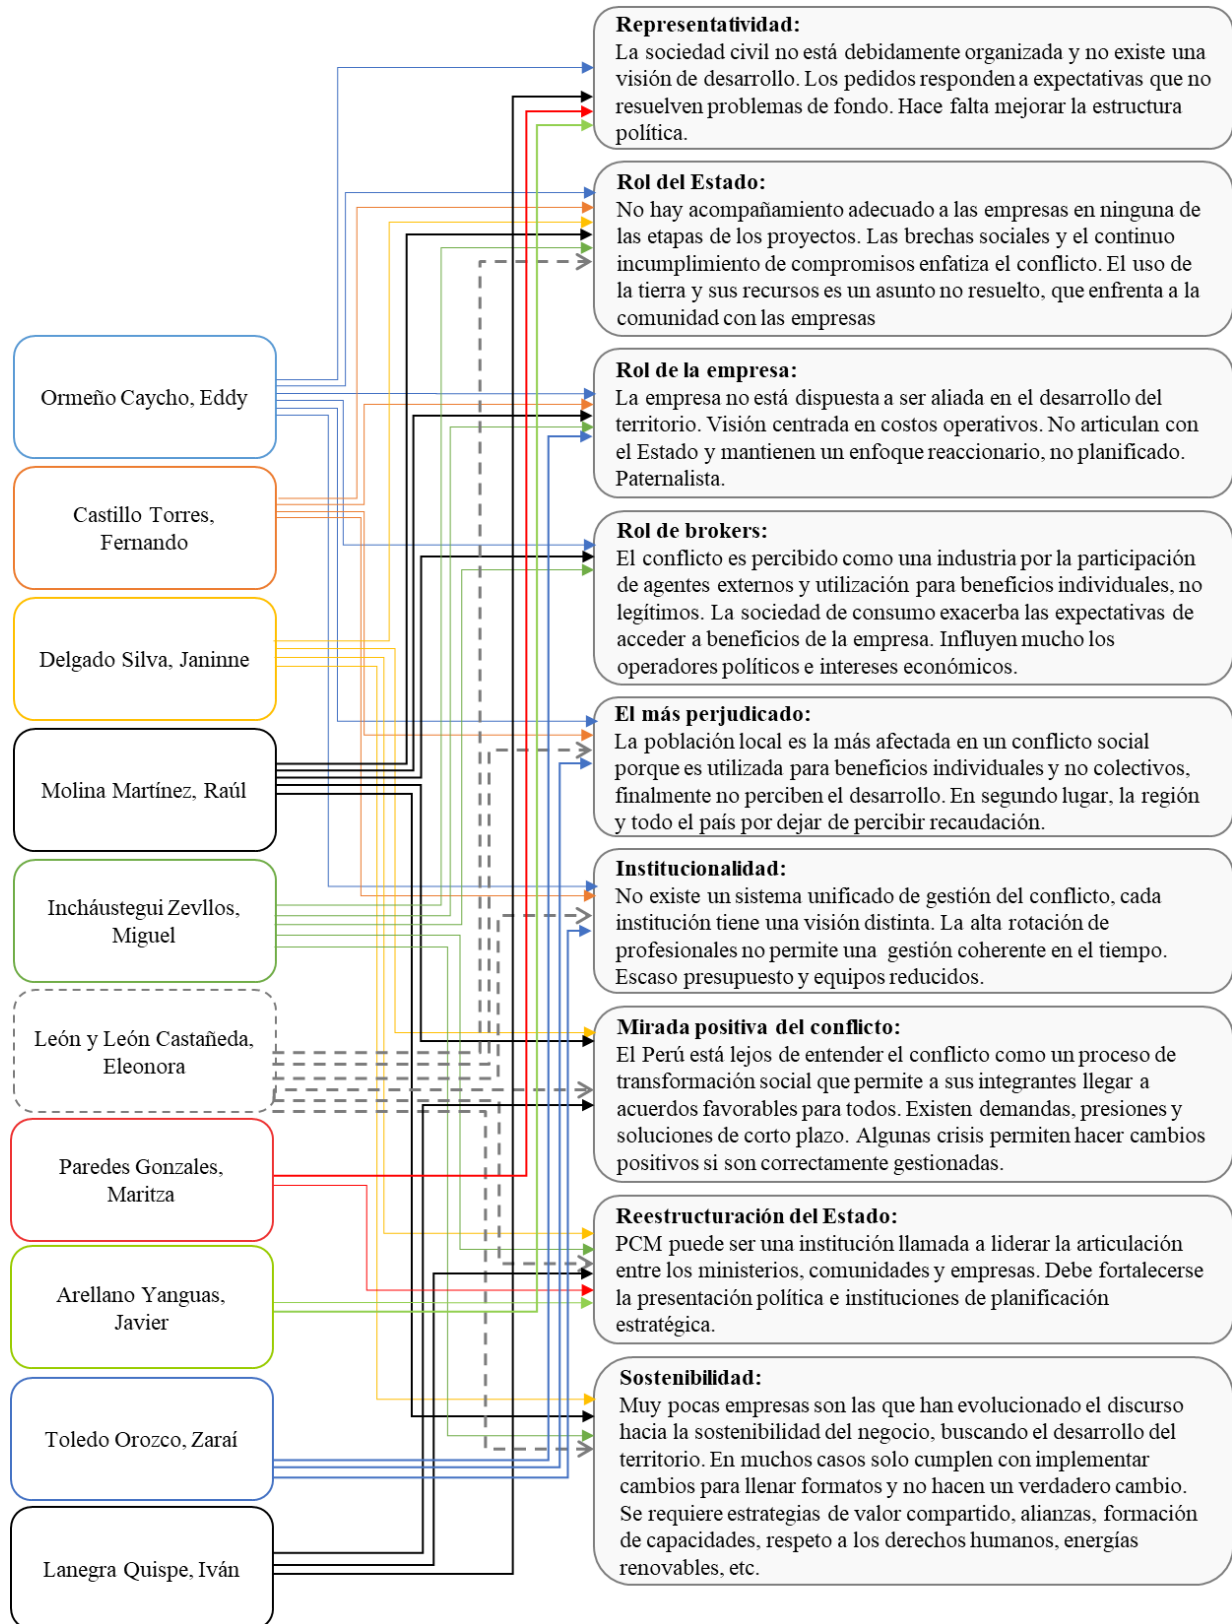 Representatividad:
La sociedad civil no está debidamente organizada y no existe una
visión de desarrollo. Los pedidos responden a expectativas que no
resuelven problemas de fondo. Hace falta mejorar la estructura
política.
Rol del Estado:
No hay acompañamiento adecuado a las empresas en ninguna de
las etapas de los proyectos. Las brechas sociales y el continuo
incumplimiento de compromisos enfatiza el conflicto. El uso de
la tierra y sus recursos es un asunto no resuelto, que enfrenta a la
comunidad con las empresas
Rol de la empresa:
La empresa no está dispuesta a ser aliada en el desarrollo del
territorio. Visión centrada en costos operativos. No articulan con
el Estado y mantienen un enfoque reaccionario, no planificado.
Paternalista.
Rol de brokers:
El conflicto es percibido como una industria por la participación
de agentes externos y utilización para beneficios individuales, no
legítimos. La sociedad de consumo exacerba las expectativas de
acceder a beneficios de la empresa. Influyen mucho los
operadores políticos e intereses económicos.
El más perjudicado:
La población local es la más afectada en un conflicto social
porque es utilizada para beneficios individuales y no colectivos,
finalmente no perciben el desarrollo. En segundo lugar, la región
y todo el país por dejar de percibir recaudación.
Institucionalidad:
No existe un sistema unificado de gestión del conflicto, cada
institución tiene una visión distinta. La alta rotación de
profesionales no permite una gestión coherente en el tiempo.
Escaso presupuesto y equipos reducidos.
Mirada positiva del conflicto:
El Perú está lejos de entender el conflicto como un proceso de
transformación social que permite a sus integrantes llegar a
acuerdos favorables para todos. Existen demandas, presiones y
soluciones de corto plazo. Algunas crisis permiten hacer cambios
positivos si son correctamente gestionadas.
Reestructuración del Estado:
PCM puede ser una institución llamada a liderar la articulación
entre los ministerios, comunidades y empresas. Debe fortalecerse
la presentación política e instituciones de planificación
estratégica.
Sostenibilidad:
Muy pocas empresas son las que han evolucionado el discurso
hacia la sostenibilidad del negocio, buscando el desarrollo del
territorio. En muchos casos solo cumplen con implementar
cambios para llenar formatos y no hacen un verdadero cambio.
Se requiere estrategias de valor compartido, alianzas, formación
de capacidades, respeto a los derechos humanos, energías
renovables, etc.
Ormeño Caycho, Eddy
Castillo Torres,
Fernando
Delgado Silva, Janinne
Molina Martínez, Raúl
Incháustegui Zevllos,
Miguel
León y León Castañeda,
Eleonora
Paredes Gonzales,
Maritza
Arellano Yanguas,
Javier
Toledo Orozco, Zaraí
Lanegra Quispe, Iván